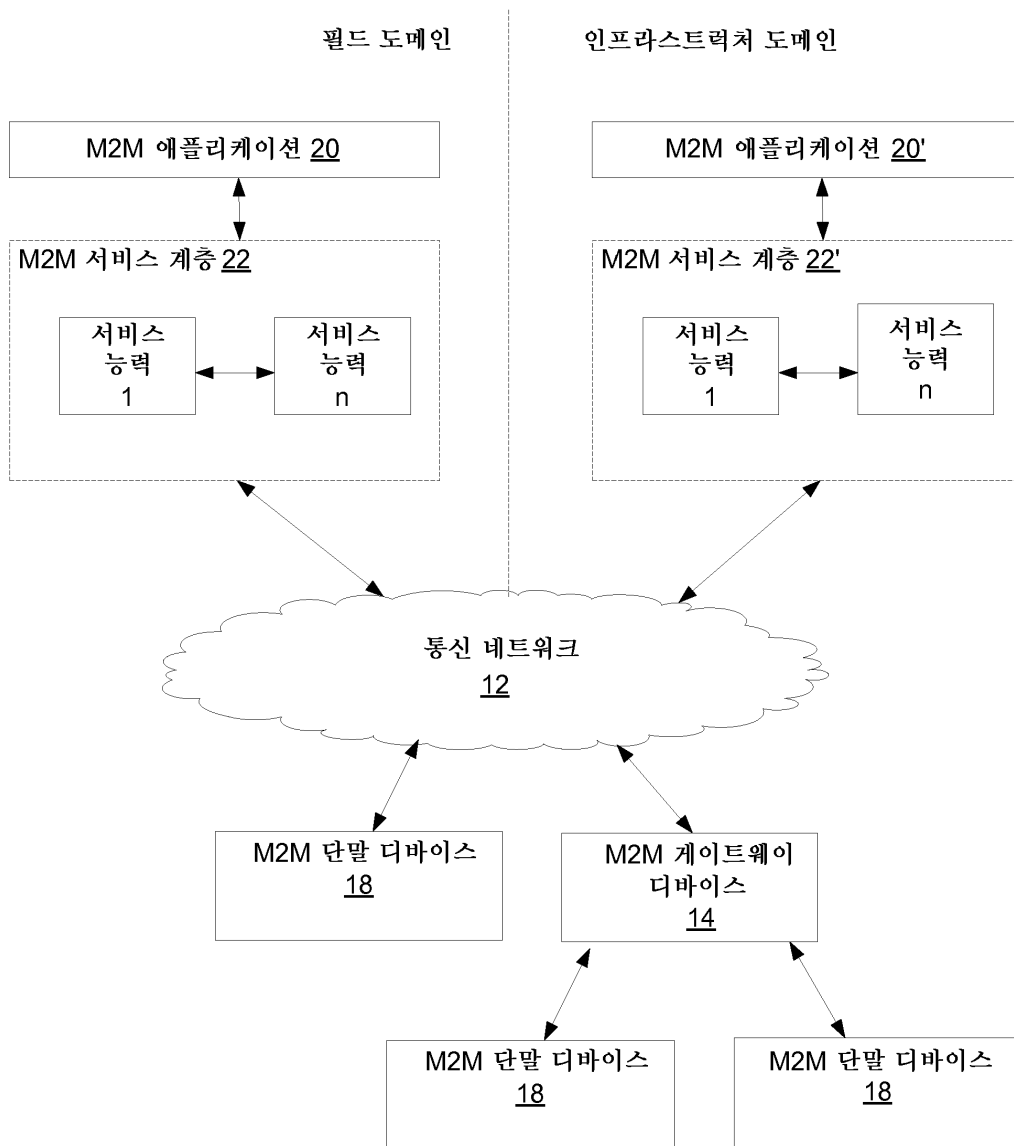 필드 도메인
인프라스트럭처 도메인
M2M 애플리케이션 20
M2M 애플리케이션 20'
M2M 서비스 계층 22
M2M 서비스 계층 22'
서비스
능력
1
서비스
능력
n
서비스
능력
1
서비스
능력
n
통신 네트워크
12
M2M 단말 디바이스
18
M2M 게이트웨이
디바이스
14
M2M 단말 디바이스
18
M2M 단말 디바이스
18